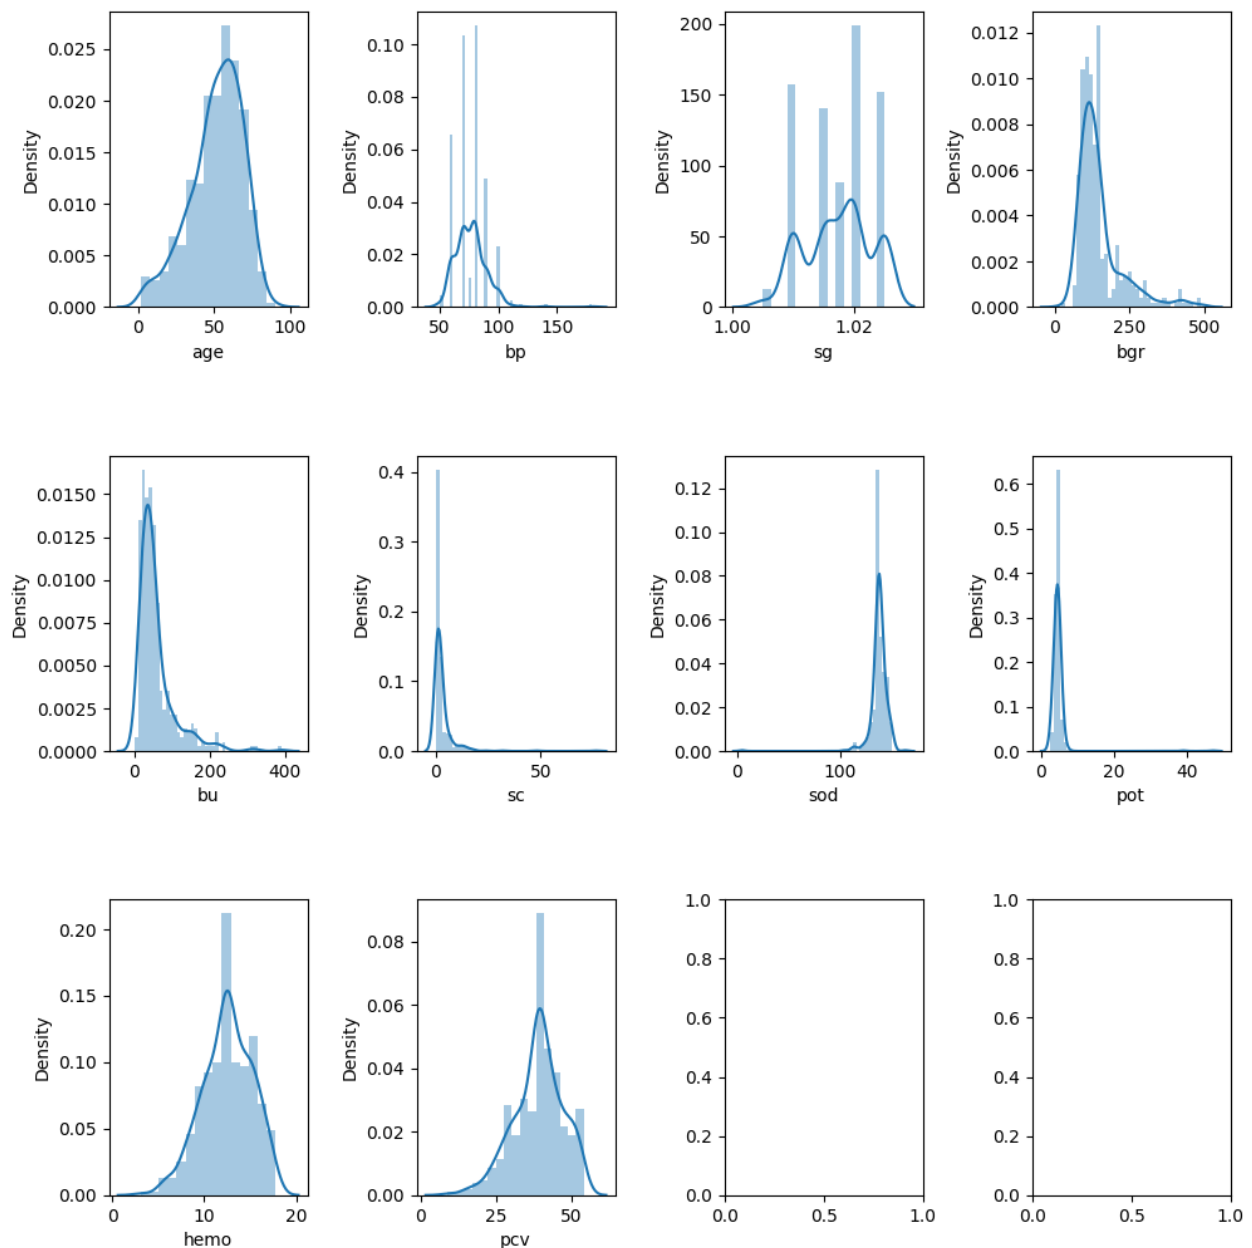 0.025
0.020
0.015
0.010
0.005
0.000
Density
0 50 100
age
0.10
0.08
0.06
0.04
0.02
0.00
Density
50 100 150
bp
200
150
100
50
0
Density
1.00 1.02
sg
0.012
0.010
0.008
0.006
0.004
0.002
0.000
Density
0 250 500
bgr
0.0150
0.0125
0.0100
0.0075
0.0050
0.0025
0.0000
Density
0 200 400
bu
0.4
0.3
0.2
0.1
0.0
Density
0 50
sc
0.12
0.10
0.08
0.06
0.04
0.02
0.00
Density
0 100
sod
0.6
0.5
0.4
0.3
0.2
0.1
0.0
Density
0 20 40
pot
0.20
0.15
0.10
0.05
0.00
Density
0 10 20
hemo
0.08
0.06
0.04
0.02
0.00
Density
0 25 50
pcv
1.0
0.8
0.6
0.4
0.2
0.0
0.0 0.5 1.0
1.0
0.8
0.6
0.4
0.2
0.0
0.0 0.5 1.0